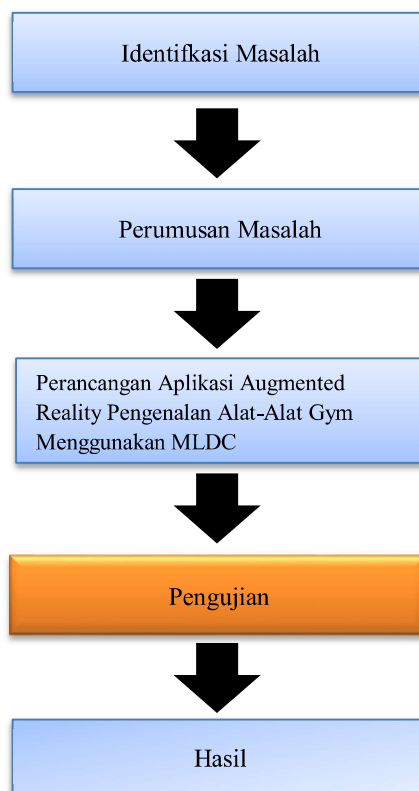 Identifkasi Masalah
Perumusan Masalah
Perancangan Aplikasi Augmented
Reality Pengenalan Alat-Alat Gym
Menggunakan MLDC
Pengujian
Hasil